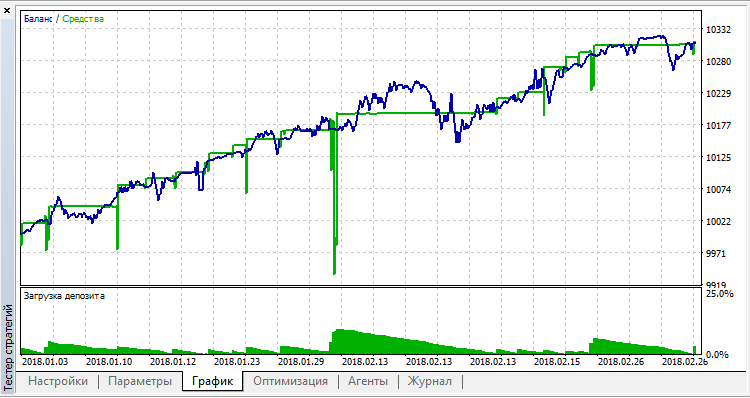 Баланс / Средства
10332
10280
10229
10177
10125
10074
10022
9971
9919
Загрузка депозита
25.0%
0.0%
2018.01.03 2018.01.10 2018.01.12 2018.01.23 2018.01.29 2018.02.13 2018.02.13 2018.02.13 2018.02.15 2018.02.26 2018.02.26
Тестер стратегий
Настройки Параметры График Оптимизация Агенты Журнал